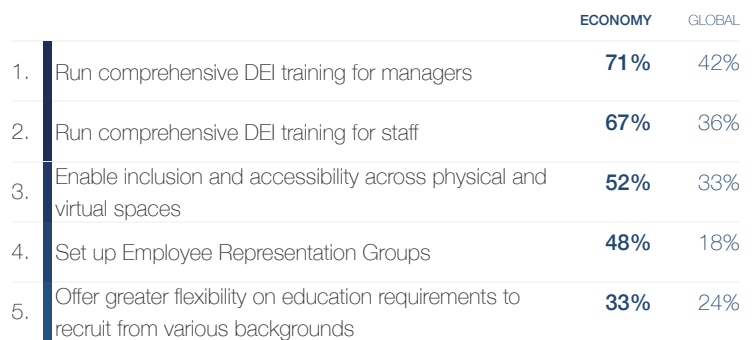 ECONOMY GLOBAL
1. Run comprehensive DEI training for managers 71% 42%
2. Run comprehensive DEI training for staff 67% 36%
3. Enable inclusion and accessibility across physical and
virtual spaces 52% 33%
4. Set up Employee Representation Groups 48% 18%
5. Offer greater flexibility on education requirements to
recruit from various backgrounds 33% 24%